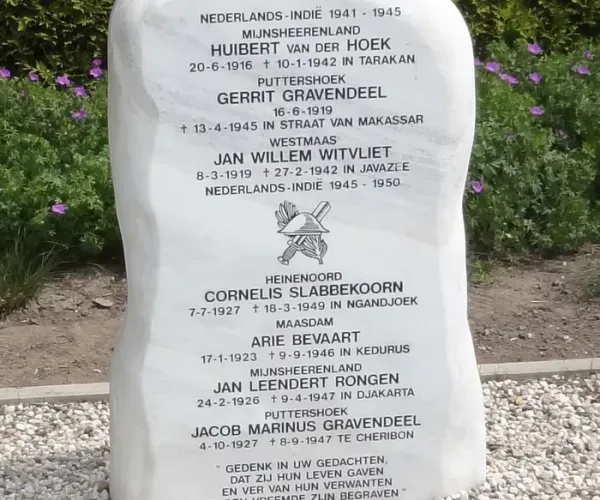 NEDERLANDS-INDIË 1941 - 1945
MIJNSHEERENLAND
HUIBERT VAN DER HOEK
20-6-1916 † 10-1-1942 IN TARAKAN
PUTTERSHOEK
GERRIT GRAVENDEEL
16-6-1919
† 13-4-1945 IN STRAAT VAN MAKASSAR
WESTMAAS
JAN WILLEM WITVLIET
8-3-1919 † 27-2-1942 IN JAVAZEE
NEDERLANDS-INDIË 1945 - 1950
HEINENOORD
CORNELIS SLABBEKOORN
7-7-1927 † 18-3-1949 IN NGANDJOEK
MAASDAM
ARIE BEVAART
17-1-1923 † 9-9-1946 IN KEDURUS
MIJNSHEERENLAND
JAN LEENDERT RONGEN
24-2-1926 † 9-4-1947 IN DJAKARTA
PUTTERSHOEK
JACOB MARINUS GRAVENDEEL
4-10-1927 † 8-9-1947 TE CHERIBON
" GEDENK IN UW GEDACHTEN,
DAT ZIJ HUN LEVEN GAVEN
EN VER VAN HUN VERWANTEN
VREEMDE ZIJN BEGRAVEN "